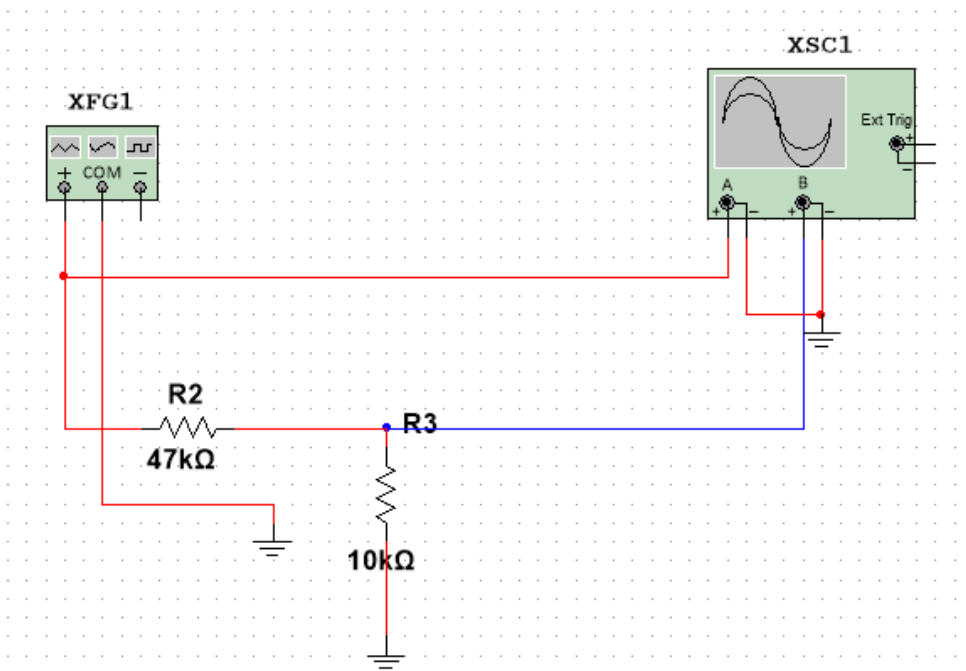 XSC1
XFG1
Ext Trig
+
-
+ COM -
A B
+ - + -
R2
R3
47kΩ
10kΩ